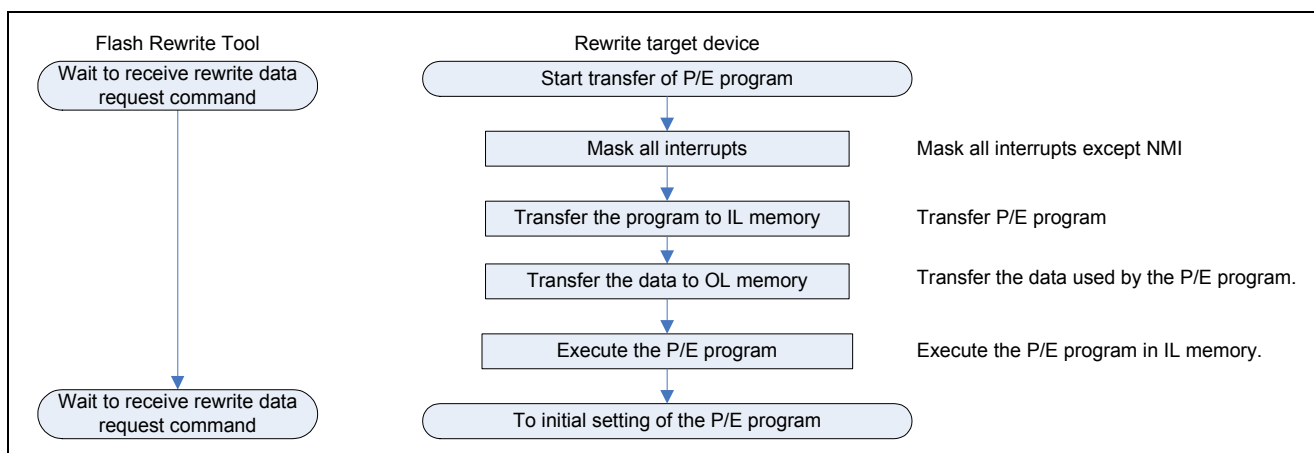 Flash Rewrite Tool
Rewrite target device
Wait to receive rewrite data
request command
Start transfer of P/E program
Mask all interrupts
Mask all interrupts except NMI
Transfer the program to IL memory
Transfer P/E program
Transfer the data to OL memory
Transfer the data used by the P/E program.
Execute the P/E program
Execute the P/E program in IL memory.
Wait to receive rewrite data
request command
To initial setting of the P/E program